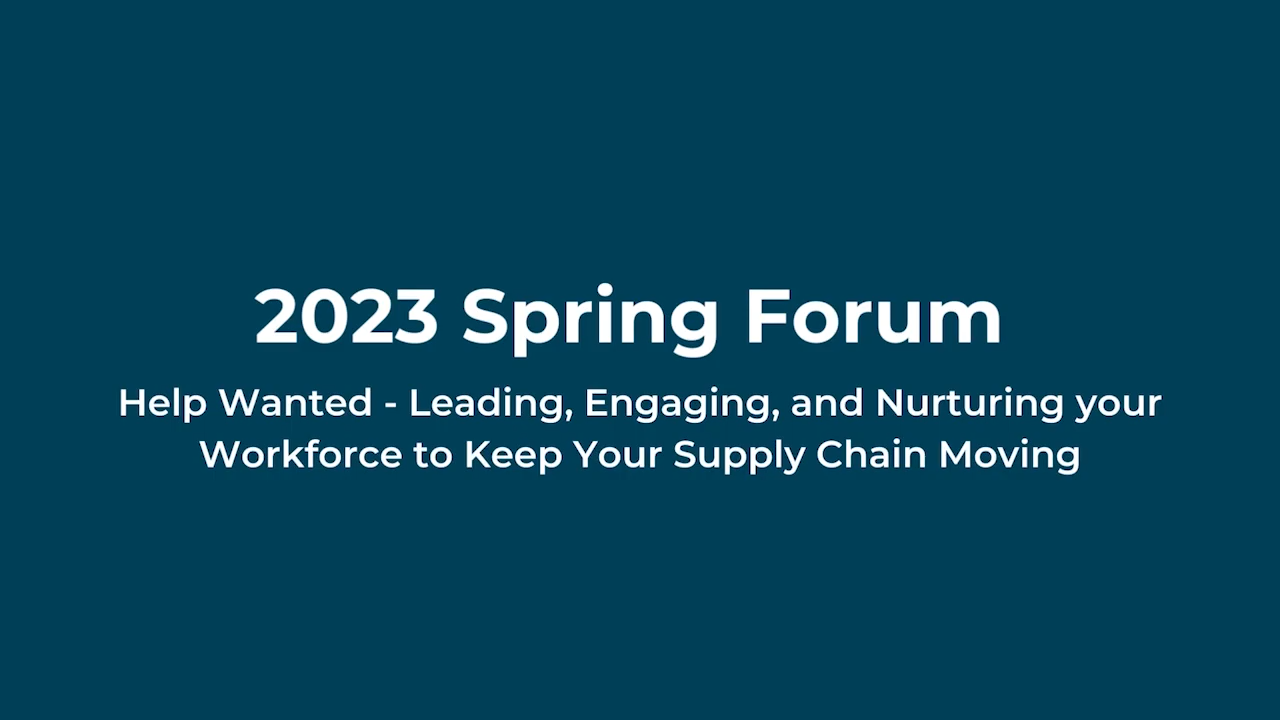 2023 Spring Forum
Help Wanted - Leading, Engaging, and Nurturing your
Workforce to Keep Your Supply Chain Moving